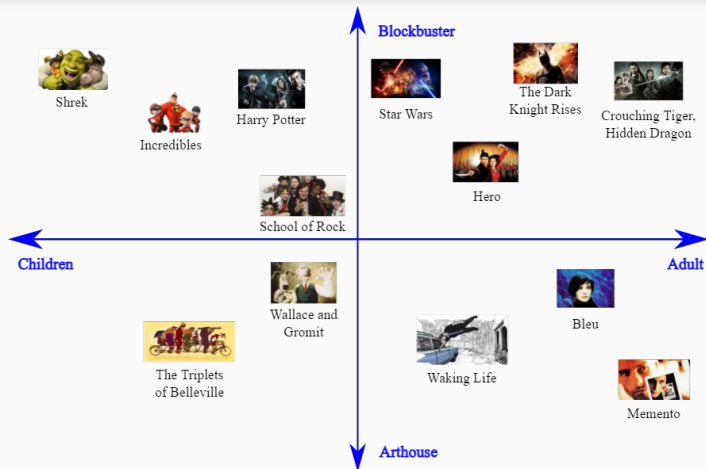 Blockbuster
Shrek
Incredibles
Harry Potter
Star Wars
The Dark
Knight Rises
Crouching Tiger,
Hidden Dragon
Hero
School of Rock
Children
Adult
Wallace and
Gromit
The Triplets
of Belleville
Waking Life
Bleu
Memento
Arthouse